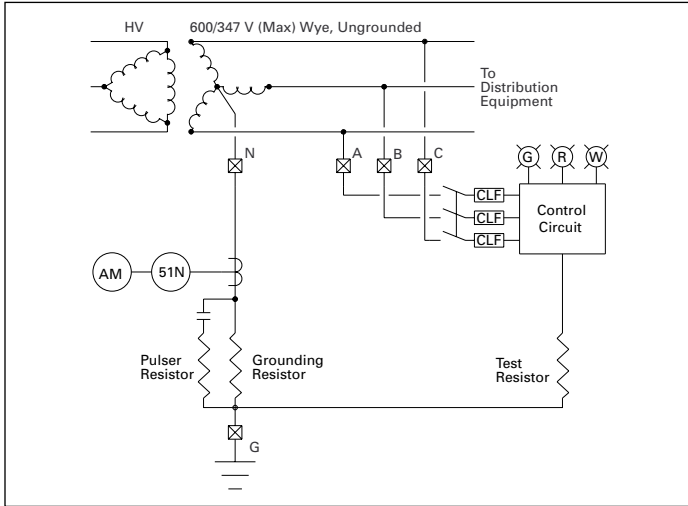 HV
600/347 V (Max) Wye, Ungrounded
To
Distribution
Equipment
N
A
B
C
G
R
W
CLF
CLF
CLF
Control
Circuit
AM
51N
Pulser
Resistor
Grounding
Resistor
Test
Resistor
G